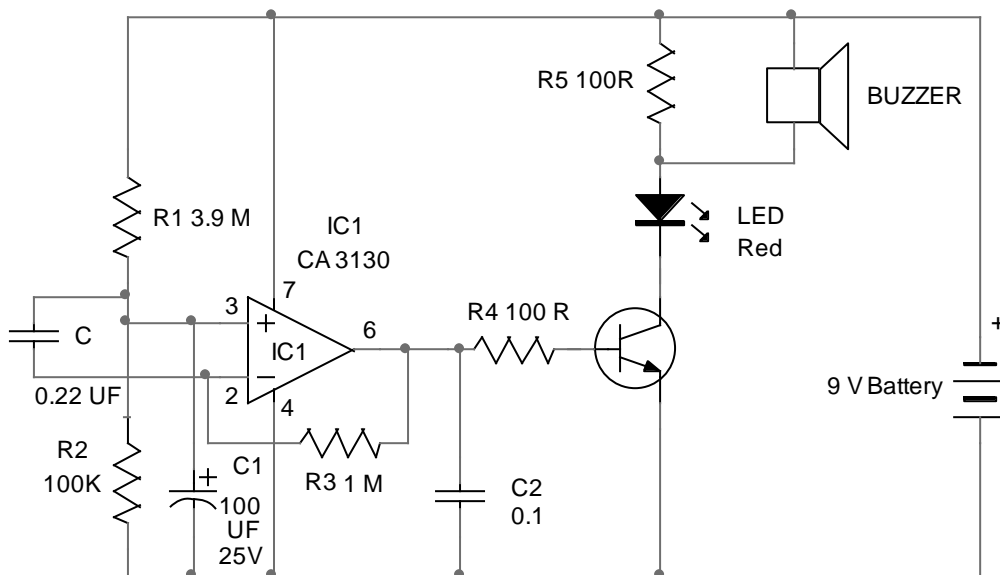 R5 100R
BUZZER
R1 3.9 M
IC1
CA 3130
LED
Red
7
3
+
R4 100 R
6
C
IC1
+
−
0.22 UF
2
4
9 V Battery
R2
100K
C1
+
100
UF
25V
R3 1 M
C2
0.1